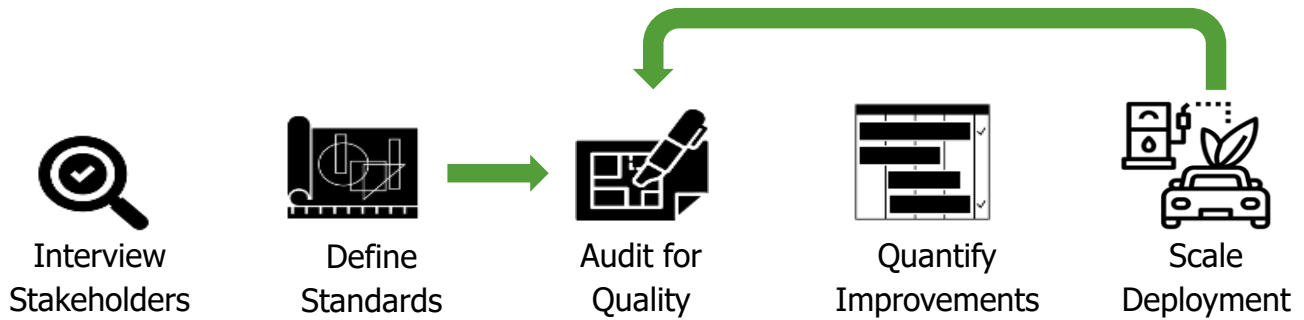 Interview
Stakeholders
Define
Standards
Audit for
Quality
Quantify
Improvements
Scale
Deployment